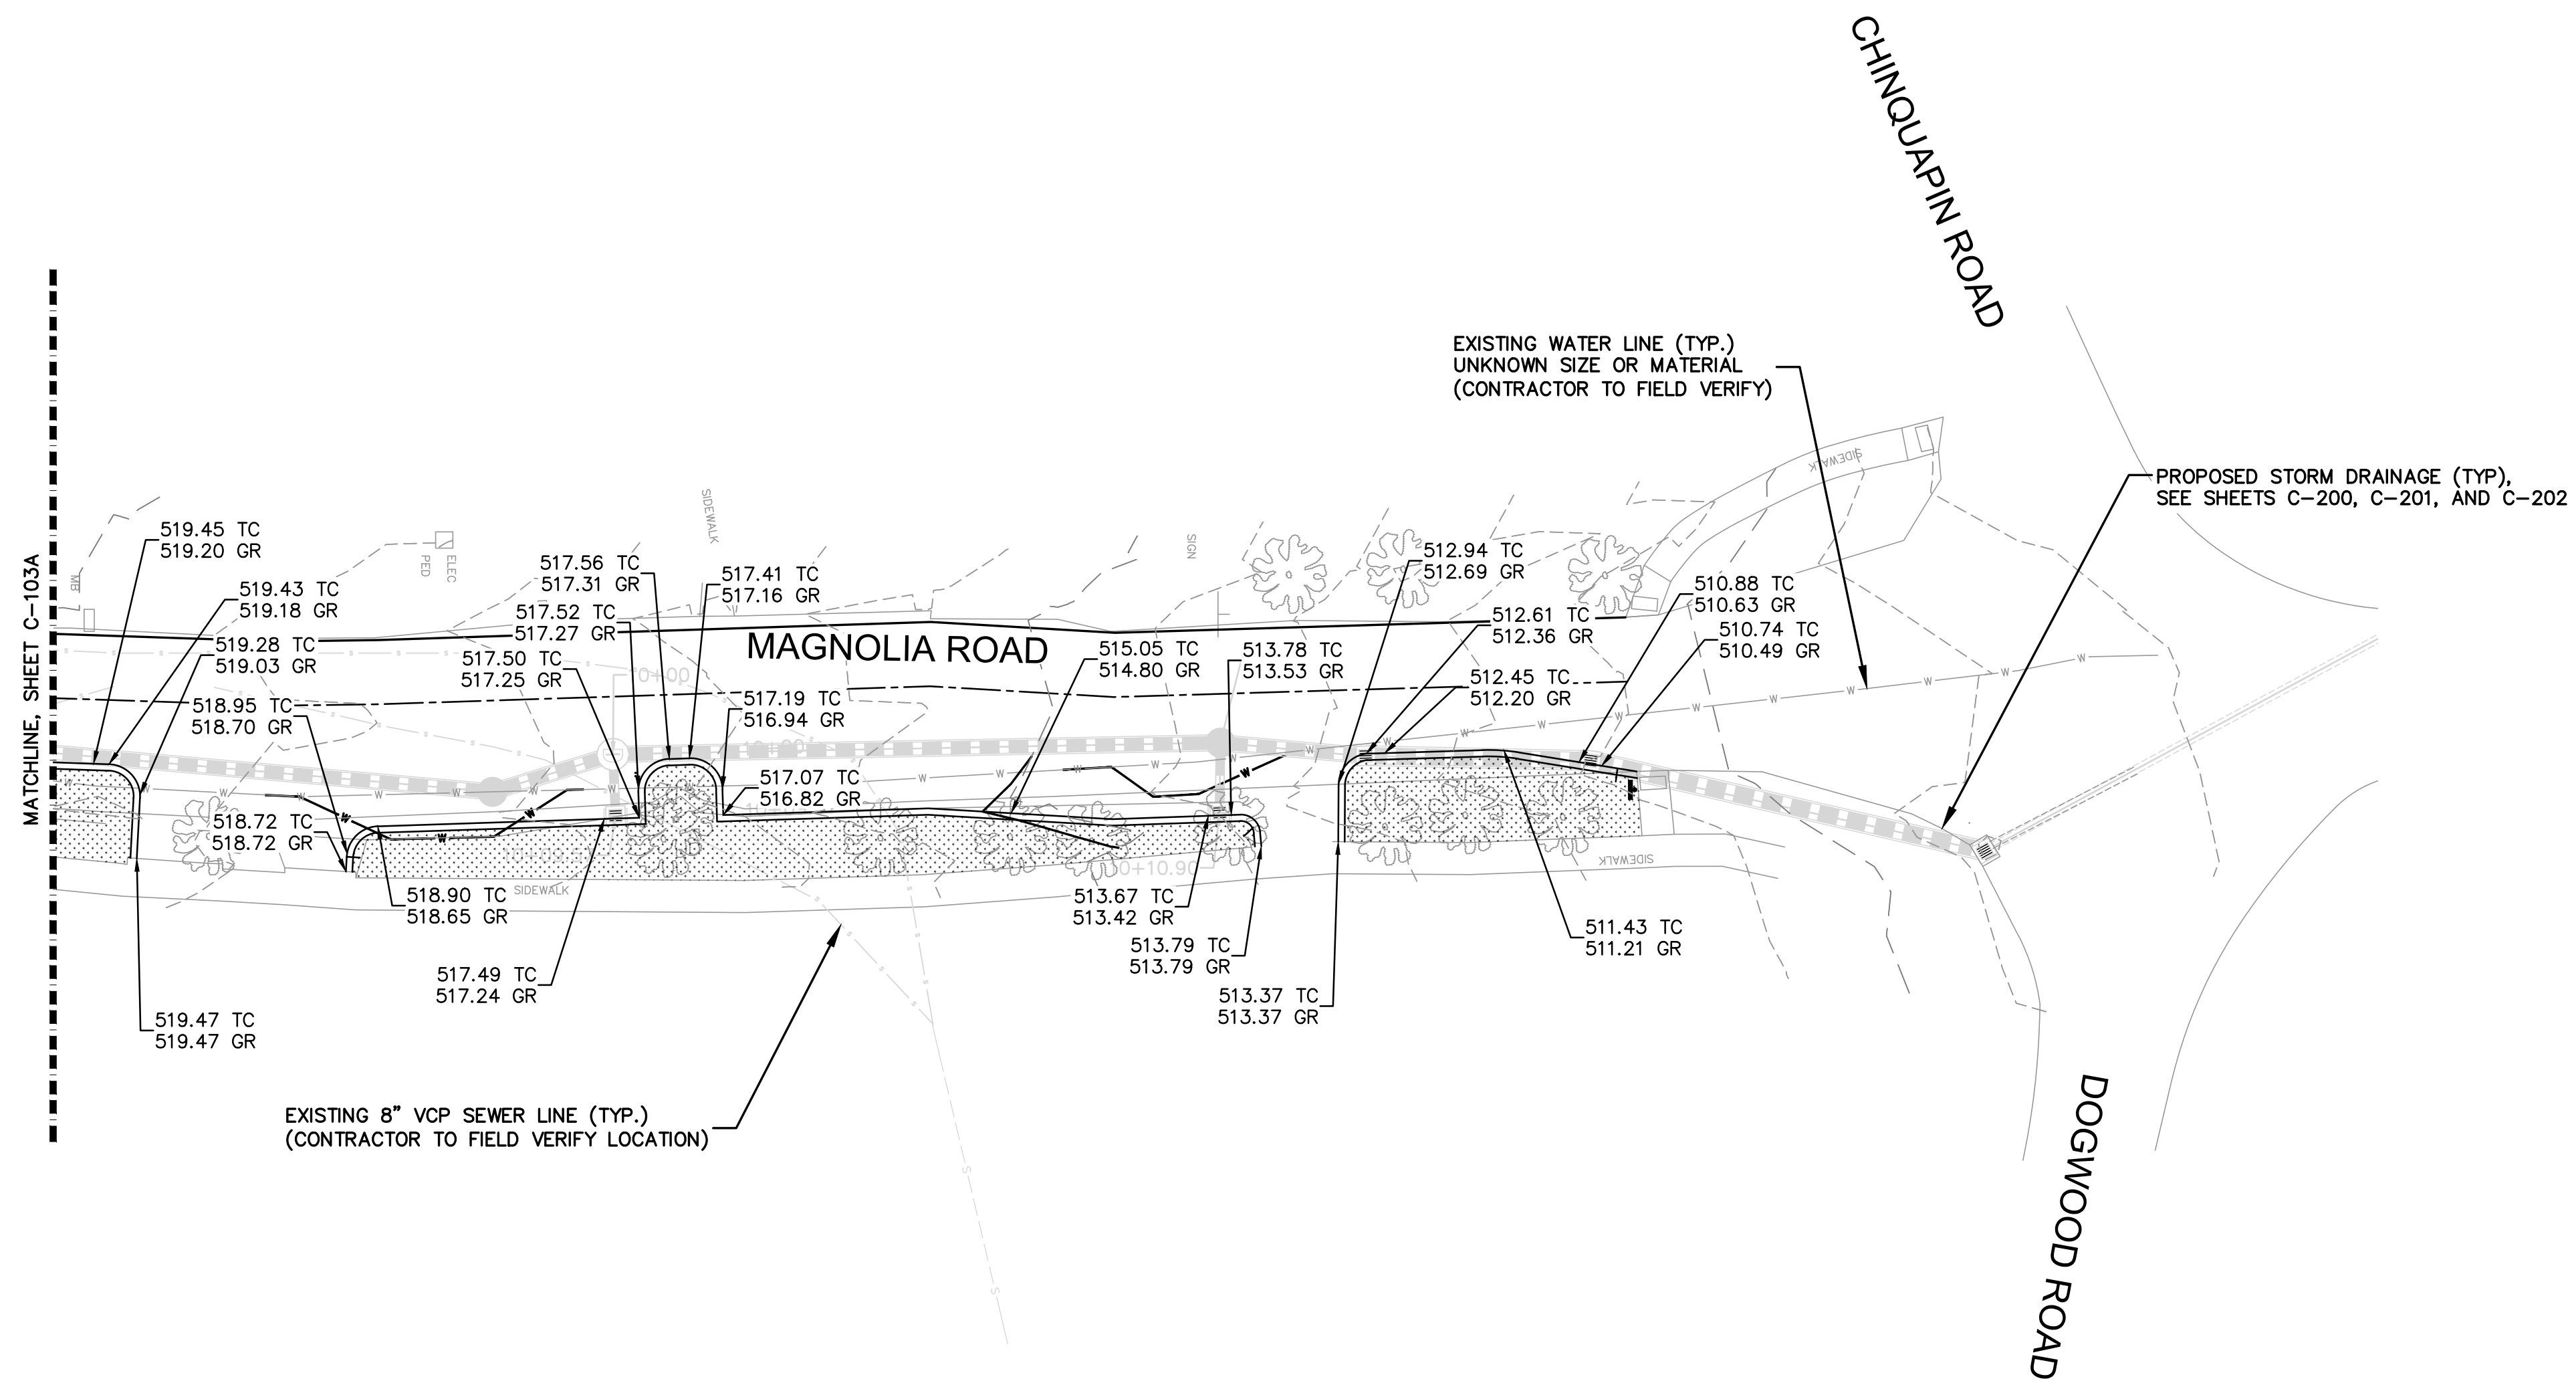 CHINQUAPIN ROAD
EXISTING WATER LINE (TYP.)
UNKNOWN SIZE OR MATERIAL
(CONTRACTOR TO FIELD VERIFY)
PROPOSED STORM DRAINAGE (TYP),
SEE SHEETS C-200, C-201, AND C-202
MATCHLINE, SHEET C-103A
MAGNOLIA ROAD
519.45 TC
519.20 GR
519.43 TC
519.18 GR
519.28 TC
519.03 GR
518.95 TC
518.70 GR
518.72 TC
518.72 GR
517.56 TC
517.31 GR
517.52 TC
517.27 GR
517.50 TC
517.25 GR
517.41 TC
517.16 GR
517.19 TC
516.94 GR
517.07 TC
516.82 GR
515.05 TC
514.80 GR
513.78 TC
513.53 GR
512.94 TC
512.69 GR
512.61 TC
512.36 GR
512.45 TC
512.20 GR
510.88 TC
510.63 GR
510.74 TC
510.49 GR
518.90 TC
518.65 GR
517.49 TC
517.24 GR
519.47 TC
519.47 GR
513.67 TC
513.42 GR
513.79 TC
513.79 GR
513.37 TC
513.37 GR
511.43 TC
511.21 GR
MB
ELEC
PED
SIDEWALK
SIGN
SIDEWALK
SIDEWALK
SIDEWALK
EXISTING 8" VCP SEWER LINE (TYP.)
(CONTRACTOR TO FIELD VERIFY LOCATION)
DOGWOOD ROAD